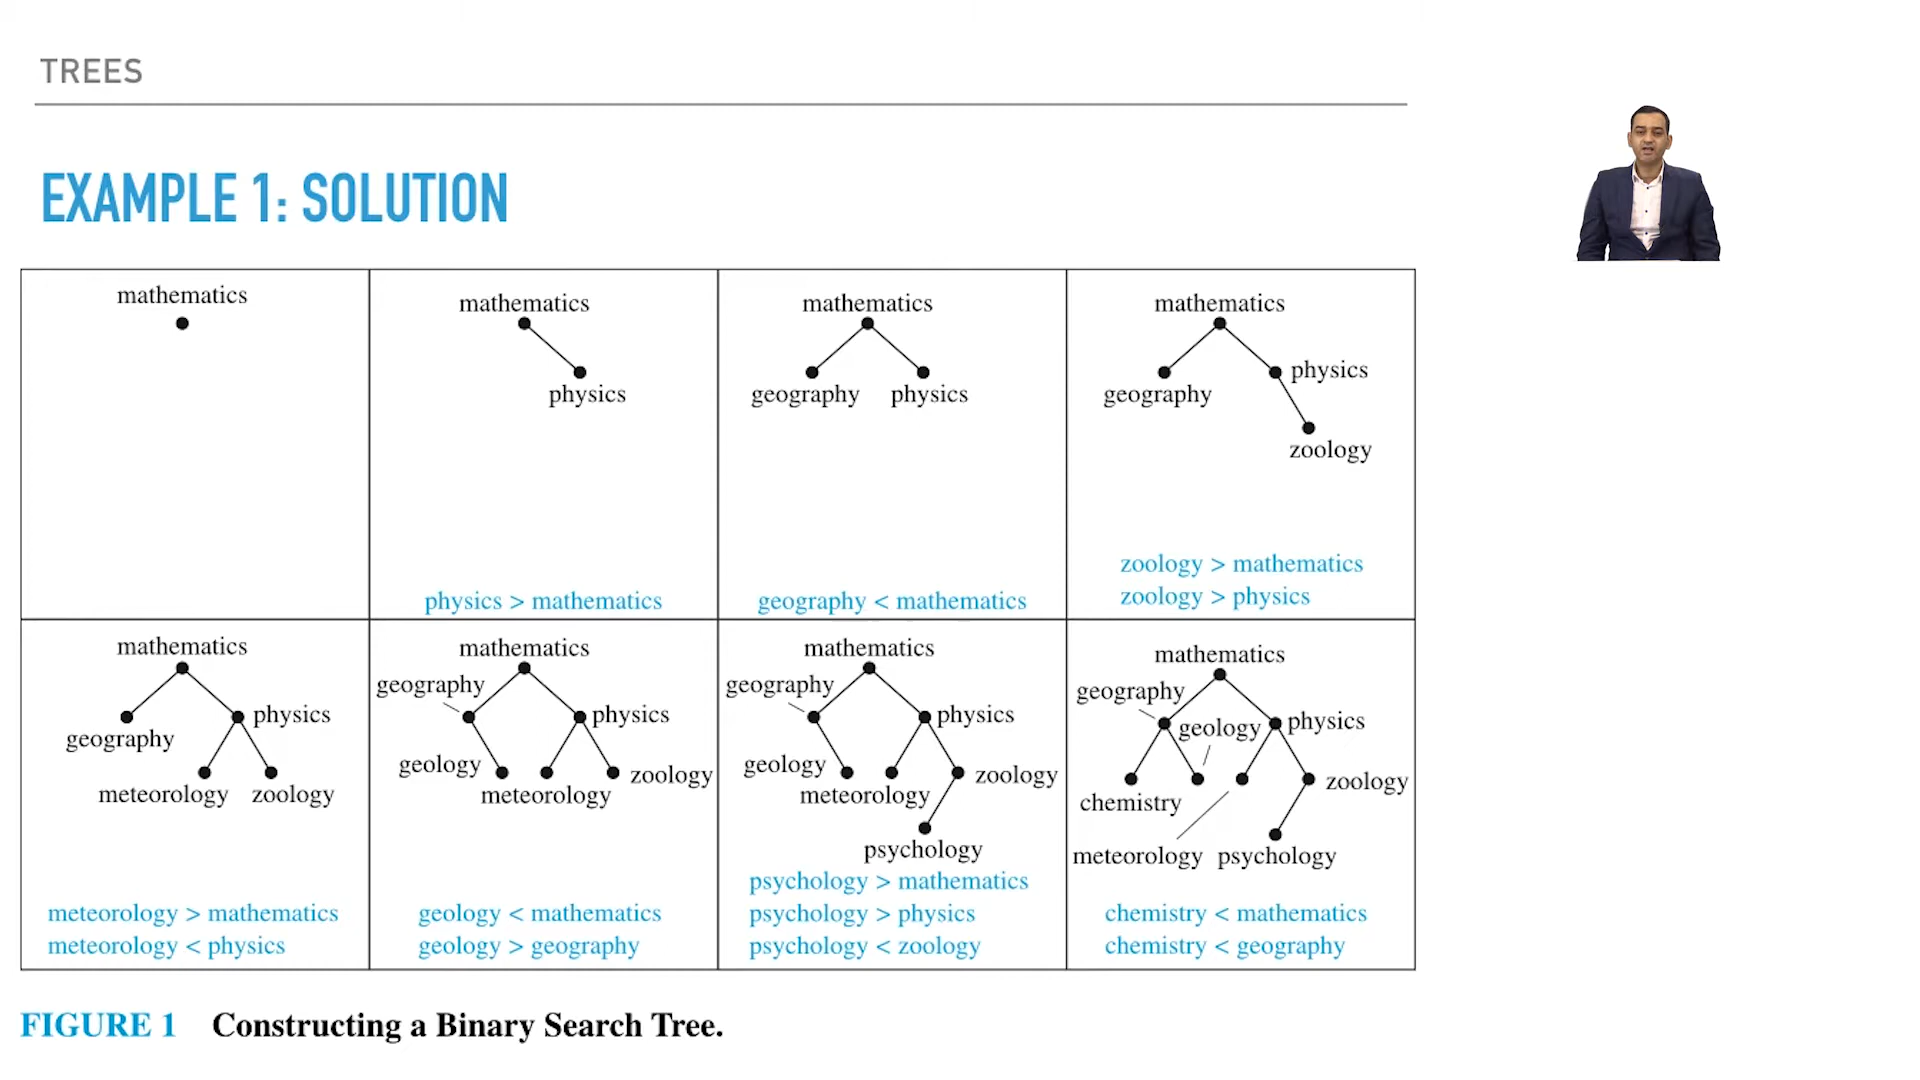 TREES
EXAMPLE 1: SOLUTION
mathematics
mathematics
physics
physics > mathematics
mathematics
geography physics
geography < mathematics
mathematics
physics
geography
zoology
zoology > mathematics
zoology > physics
mathematics
physics
geography
meteorology zoology
meteorology > mathematics
meteorology < physics
mathematics
geography
physics
geology
zoology
meteorology
geology < mathematics
geology > geography
mathematics
geography
physics
geology
zoology
meteorology
psychology
psychology > mathematics
psychology > physics
psychology < zoology
mathematics
geography
geology physics
zoology
chemistry
meteorology psychology
chemistry < mathematics
chemistry < geography
FIGURE 1 Constructing a Binary Search Tree.